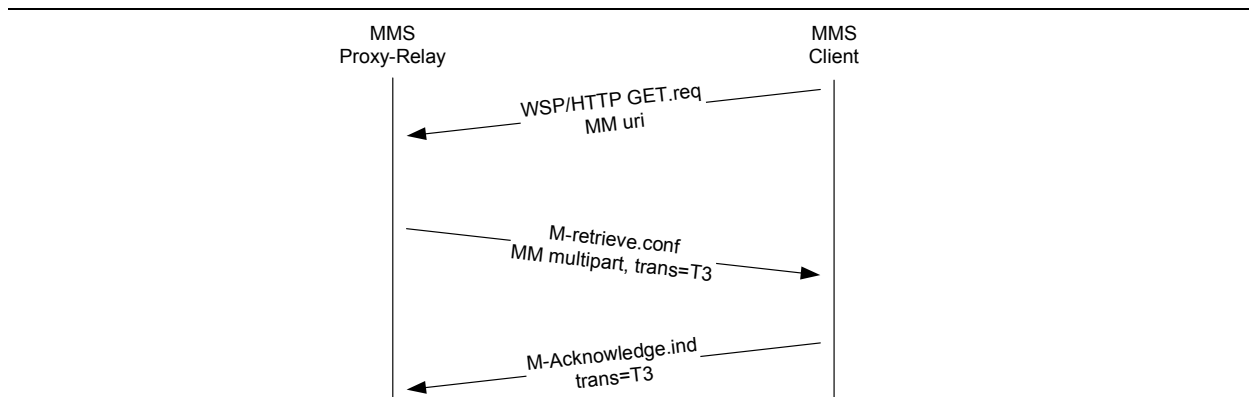 MMS
Proxy-Relay
MMS
Client
WSP/HTTP GET.req
MM uri
M-retrieve.conf
MM multipart, trans=T3
M-Acknowledge.ind
trans=T3